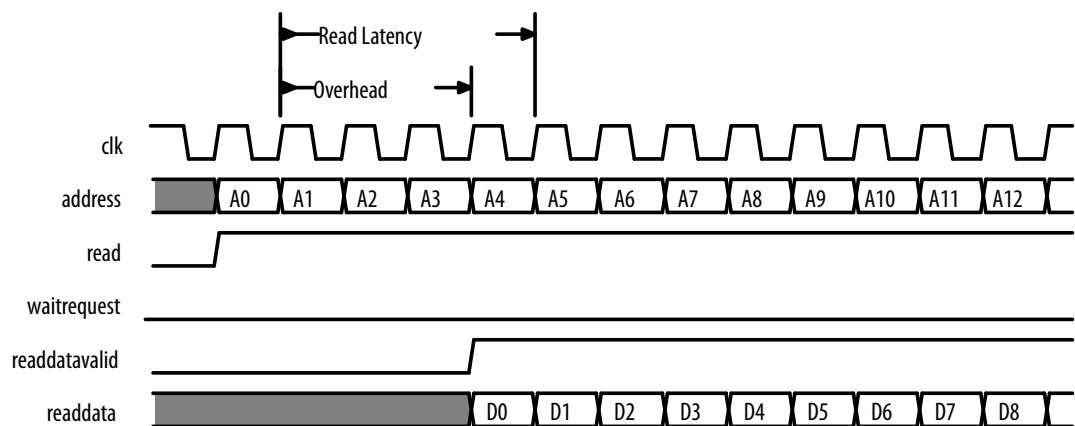 Read Latency
Overhead
clk
address A0 A1 A2 A3 A4 A5 A6 A7 A8 A9 A10 A11 A12
read
waitrequest
readdatavalid
readdata D0 D1 D2 D3 D4 D5 D6 D7 D8